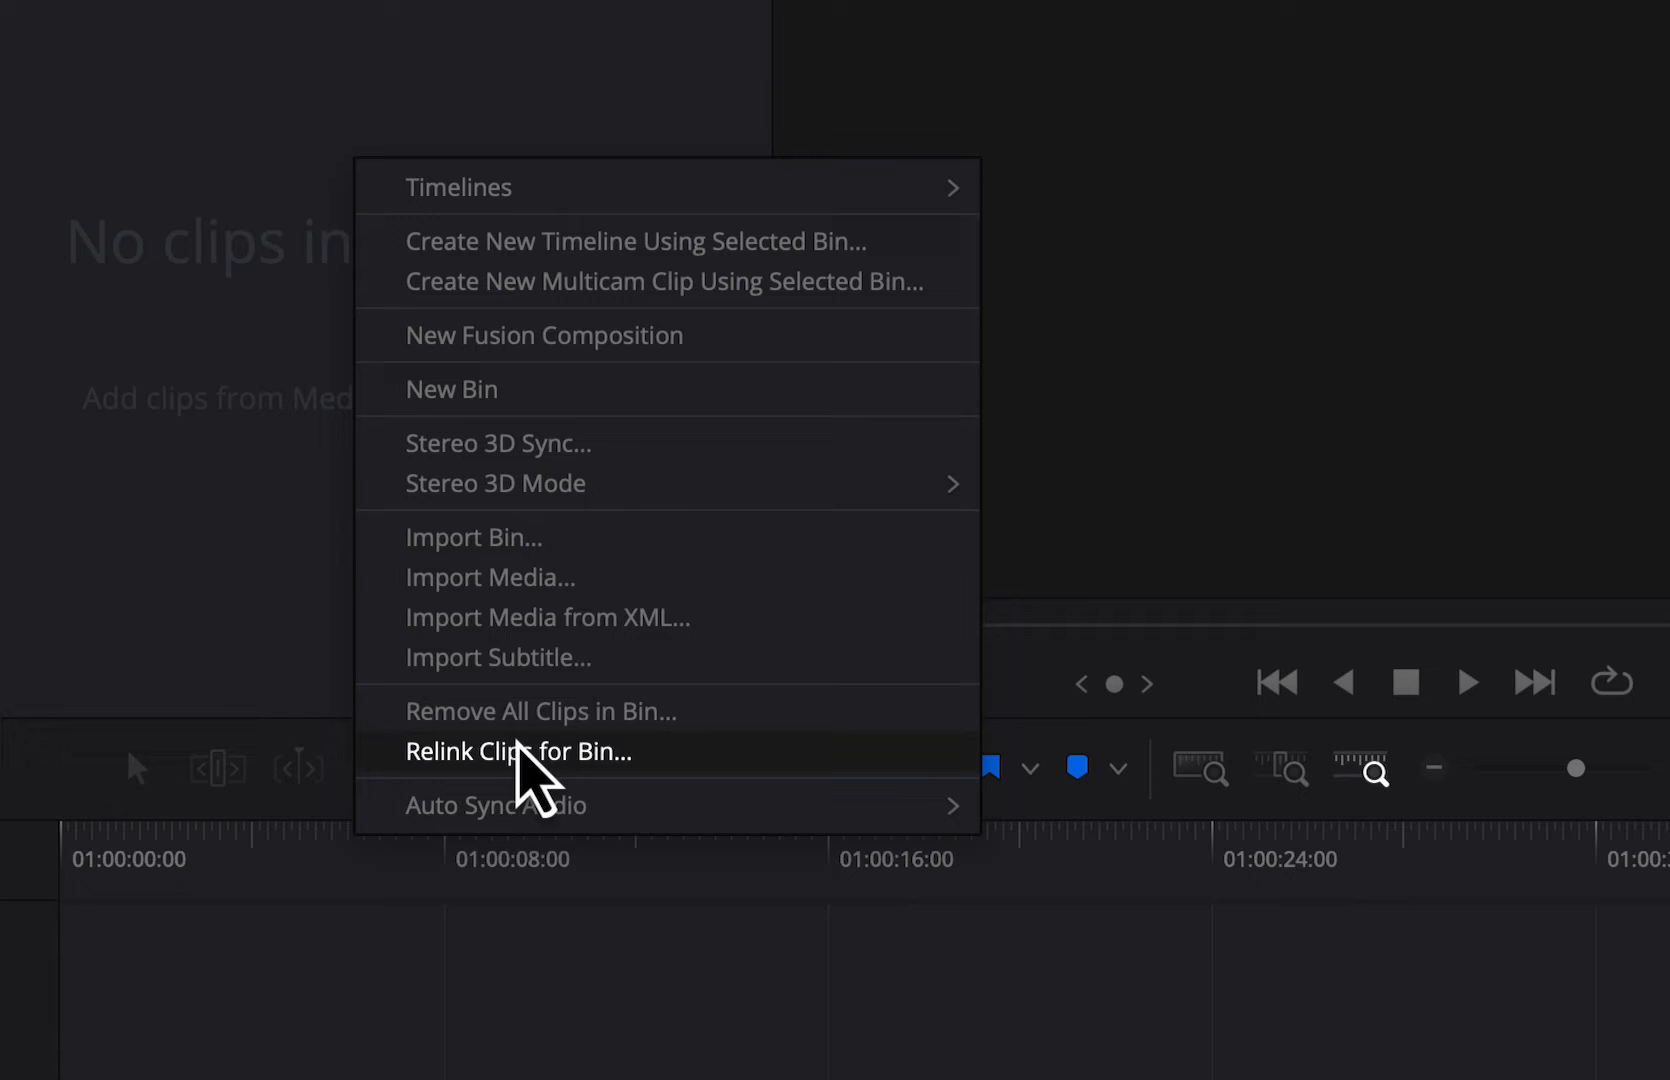 Timelines
No clips in
Create New Timeline Using Selected Bin...
Create New Multicam Clip Using Selected Bin...
New Fusion Composition
New Bin
Add clips from Med
Stereo 3D Sync...
Stereo 3D Mode
Import Bin...
Import Media...
Import Media from XML...
Import Subtitle...
Remove All Clips in Bin...
Relink Clips for Bin...
Auto Sync Audio
01:00:00:00
01:00:08:00
01:00:16:00
01:00:24:00
01:00: